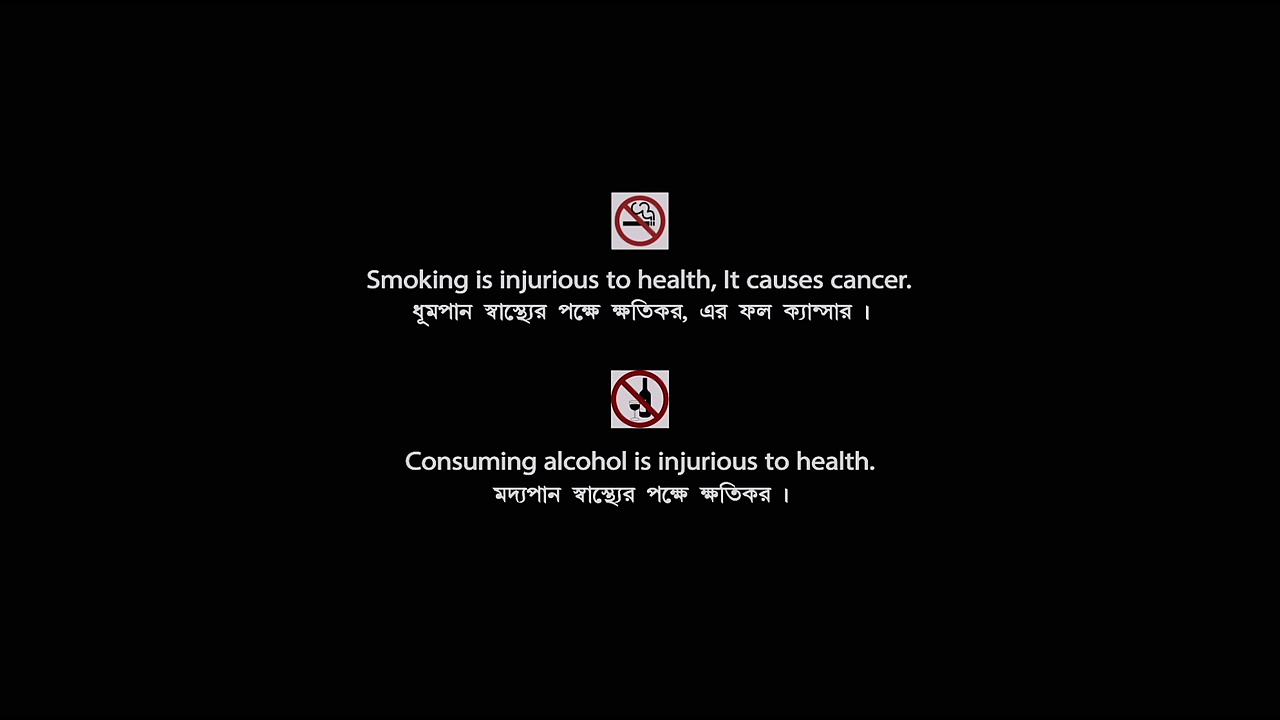 Smoking is injurious to health, It causes cancer.
ধূমপান স্বাস্থ্যের পক্ষে ক্ষতিকর, এর ফল ক্যান্সার ।
Consuming alcohol is injurious to health.
মদ্যপান স্বাস্থ্যের পক্ষে ক্ষতিকর ।